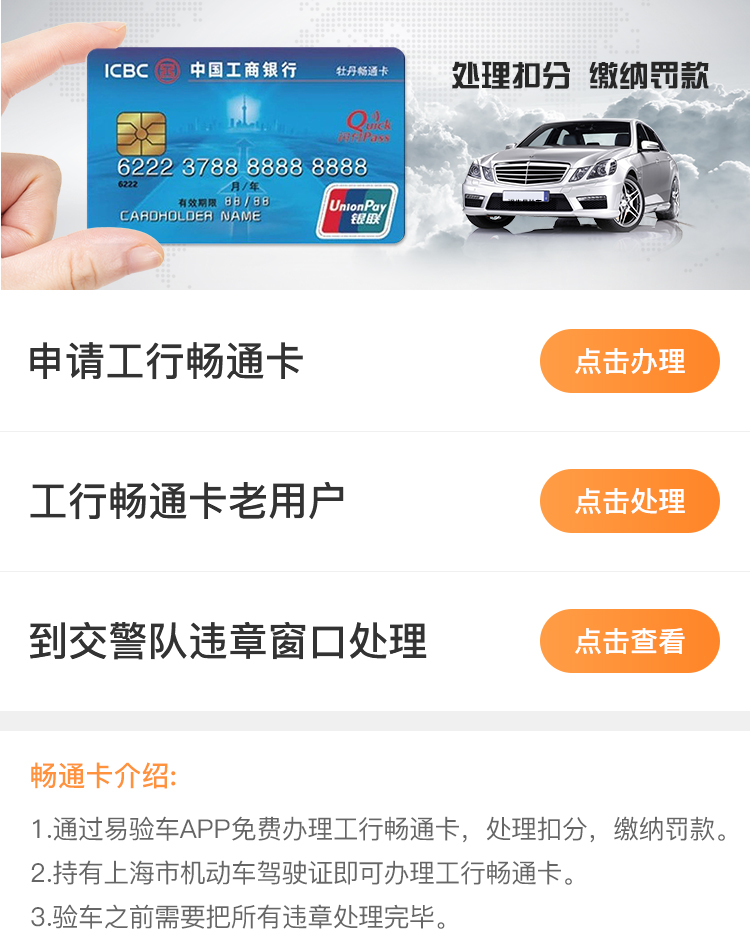 ICBC 中国工商银行 牡丹畅通卡
处理扣分 缴纳罚款
Quick
Pass
6222 3788 8888 8888
6222
月/年
有效期限 88/88
CARDHOLDER NAME
UnionPay
银联
申请工行畅通卡
点击办理
工行畅通卡老用户
点击处理
到交警队违章窗口处理
点击查看
畅通卡介绍:
1.通过易验车APP免费办理工行畅通卡，处理扣分，缴纳罚款。
2.持有上海市机动车驾驶证即可办理工行畅通卡。
3.验车之前需要把所有违章处理完毕。